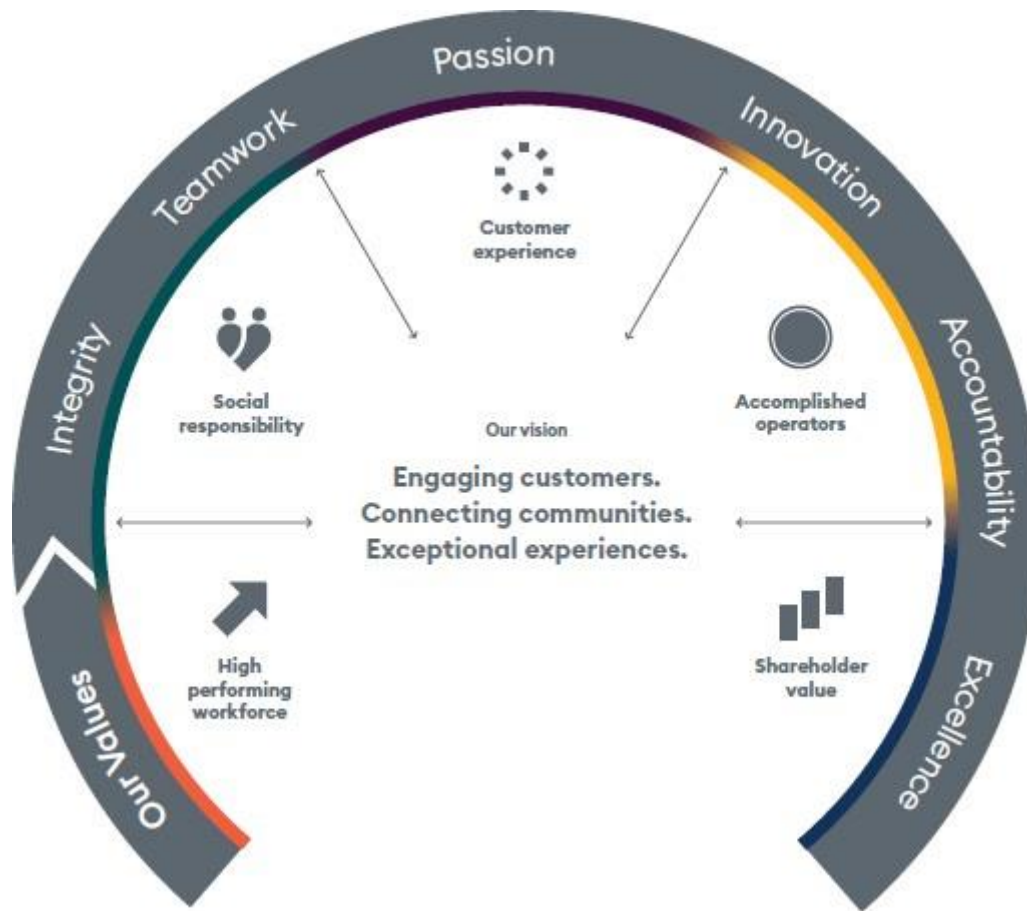 Our Values
Integrity
Teamwork
Passion
Innovation
Accountability
Excellence
Customer
experience
Social
responsibility
Accomplished
operators
Our vision
Engaging customers.
Connecting communities.
Exceptional experiences.
High
performing
workforce
Shareholder
value